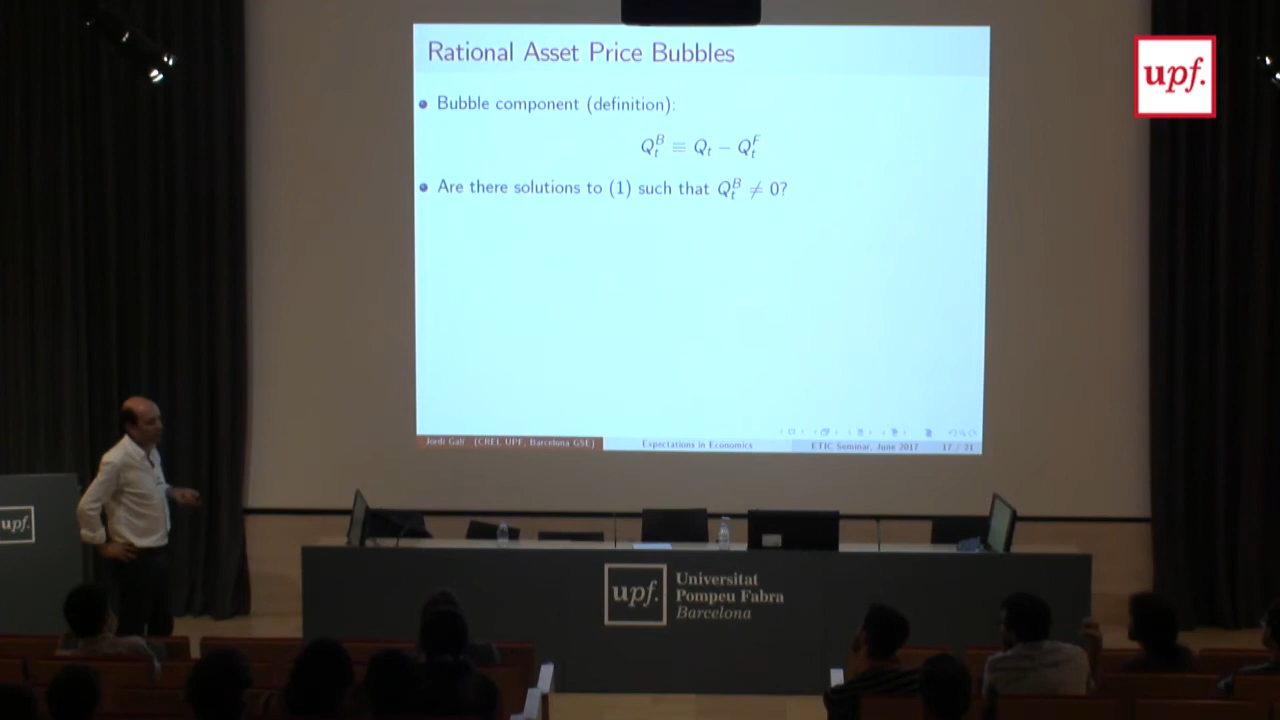 Rational Asset Price Bubbles
upf.
Bubble component (definition):
Q_t^B ≡ Q_t − Q_t^F
Are there solutions to (1) such that Q_t^B ≠ 0?
Jordi Galí (CREI, UPF, Barcelona GSE)
Expectations in Economics
ETIC Seminar, June 2017
17 / 21
upf.
upf.
Universitat
Pompeu Fabra
Barcelona